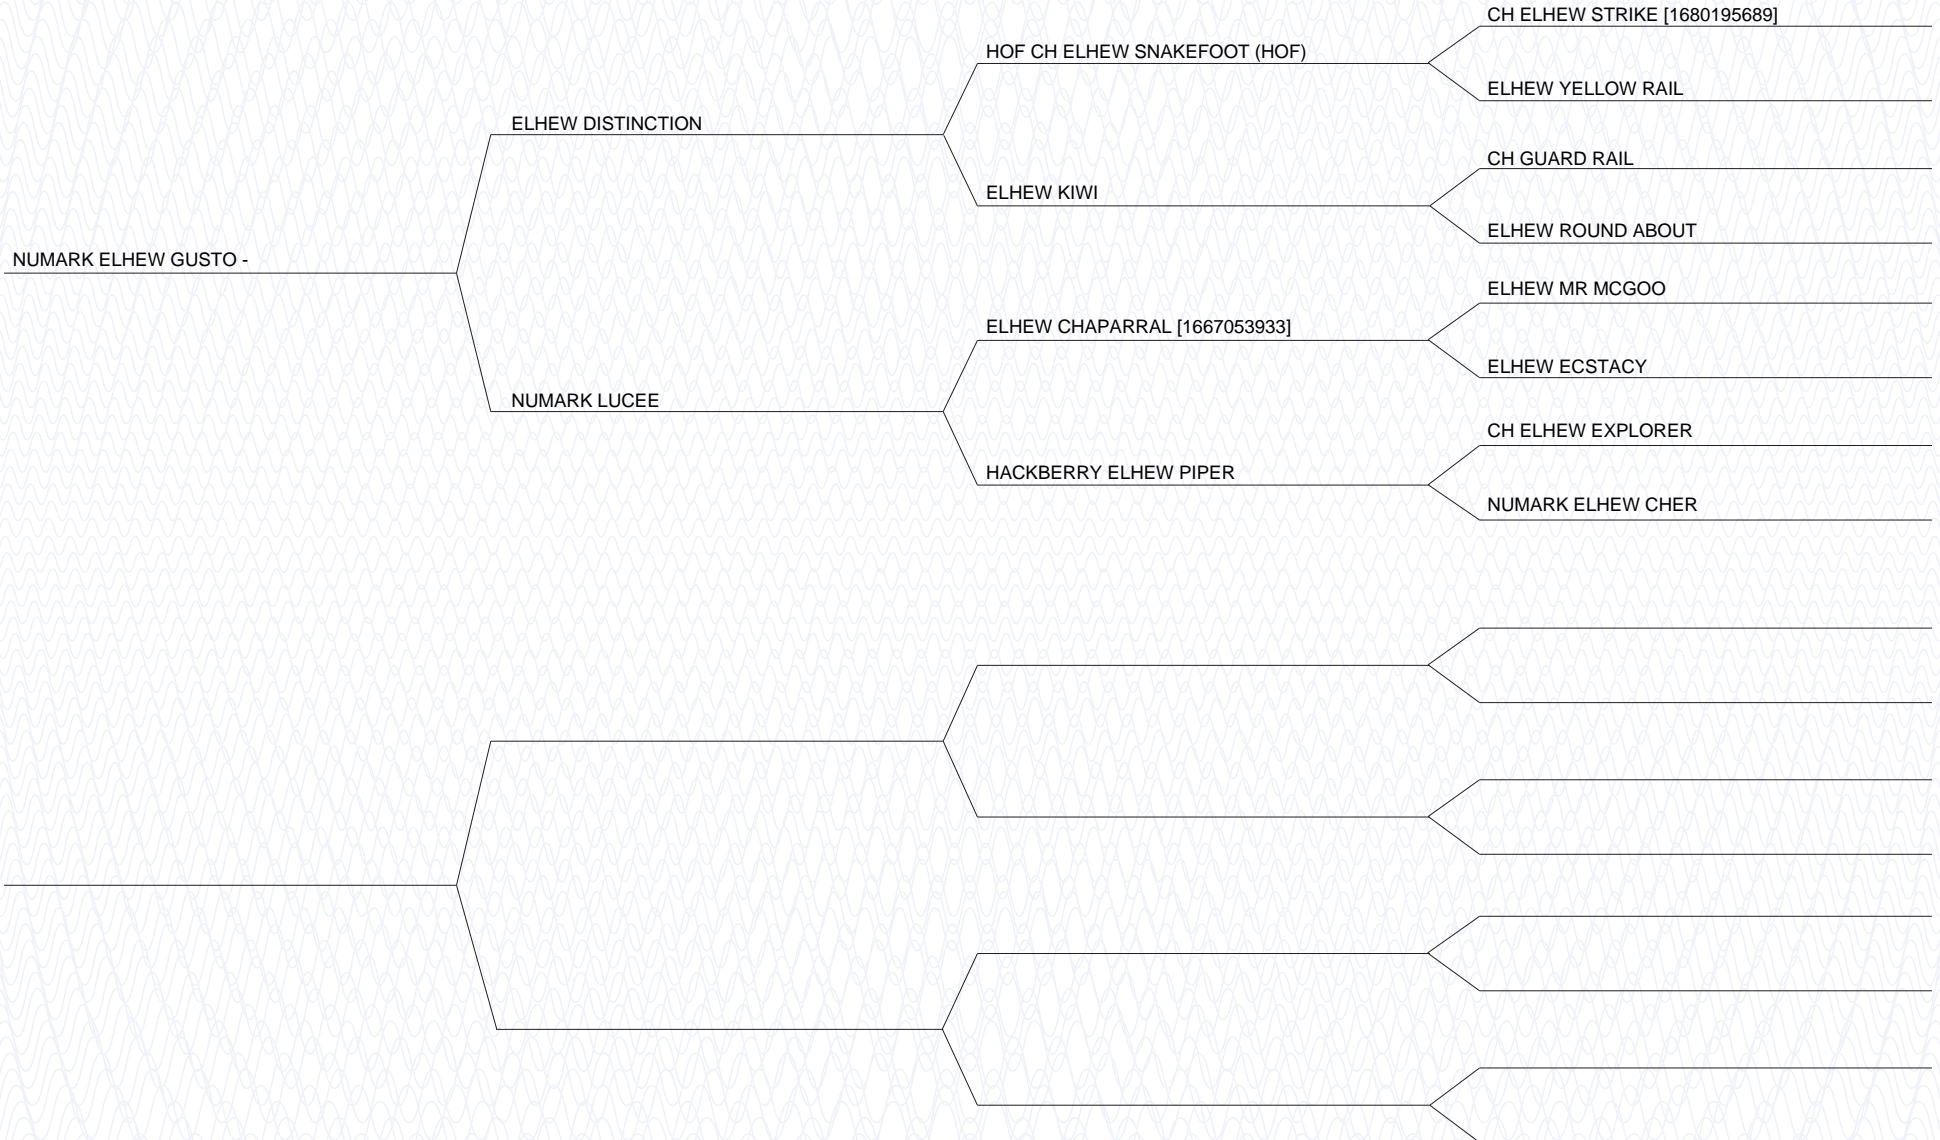 CH ELHEW STRIKE [1680195689]
HOF CH ELHEW SNAKEFOOT (HOF)
ELHEW YELLOW RAIL
ELHEW DISTINCTION
CH GUARD RAIL
ELHEW KIWI
ELHEW ROUND ABOUT
NUMARK ELHEW GUSTO -
ELHEW MR MCGOO
ELHEW CHAPARRAL [1667053933]
ELHEW ECSTACY
NUMARK LUCEE
CH ELHEW EXPLORER
HACKBERRY ELHEW PIPER
NUMARK ELHEW CHER